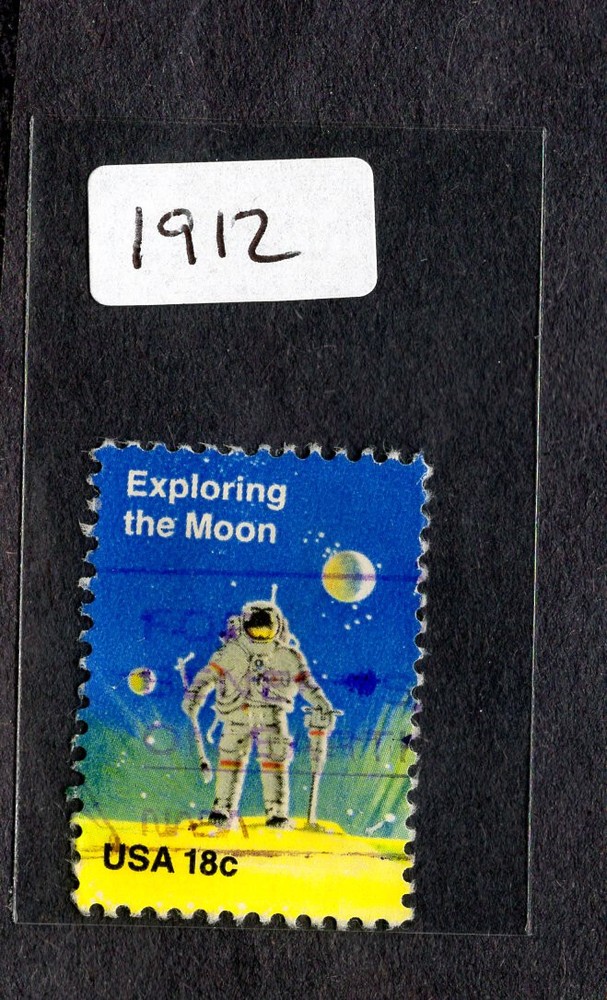 1912
Exploring
the Moon
USA 18c